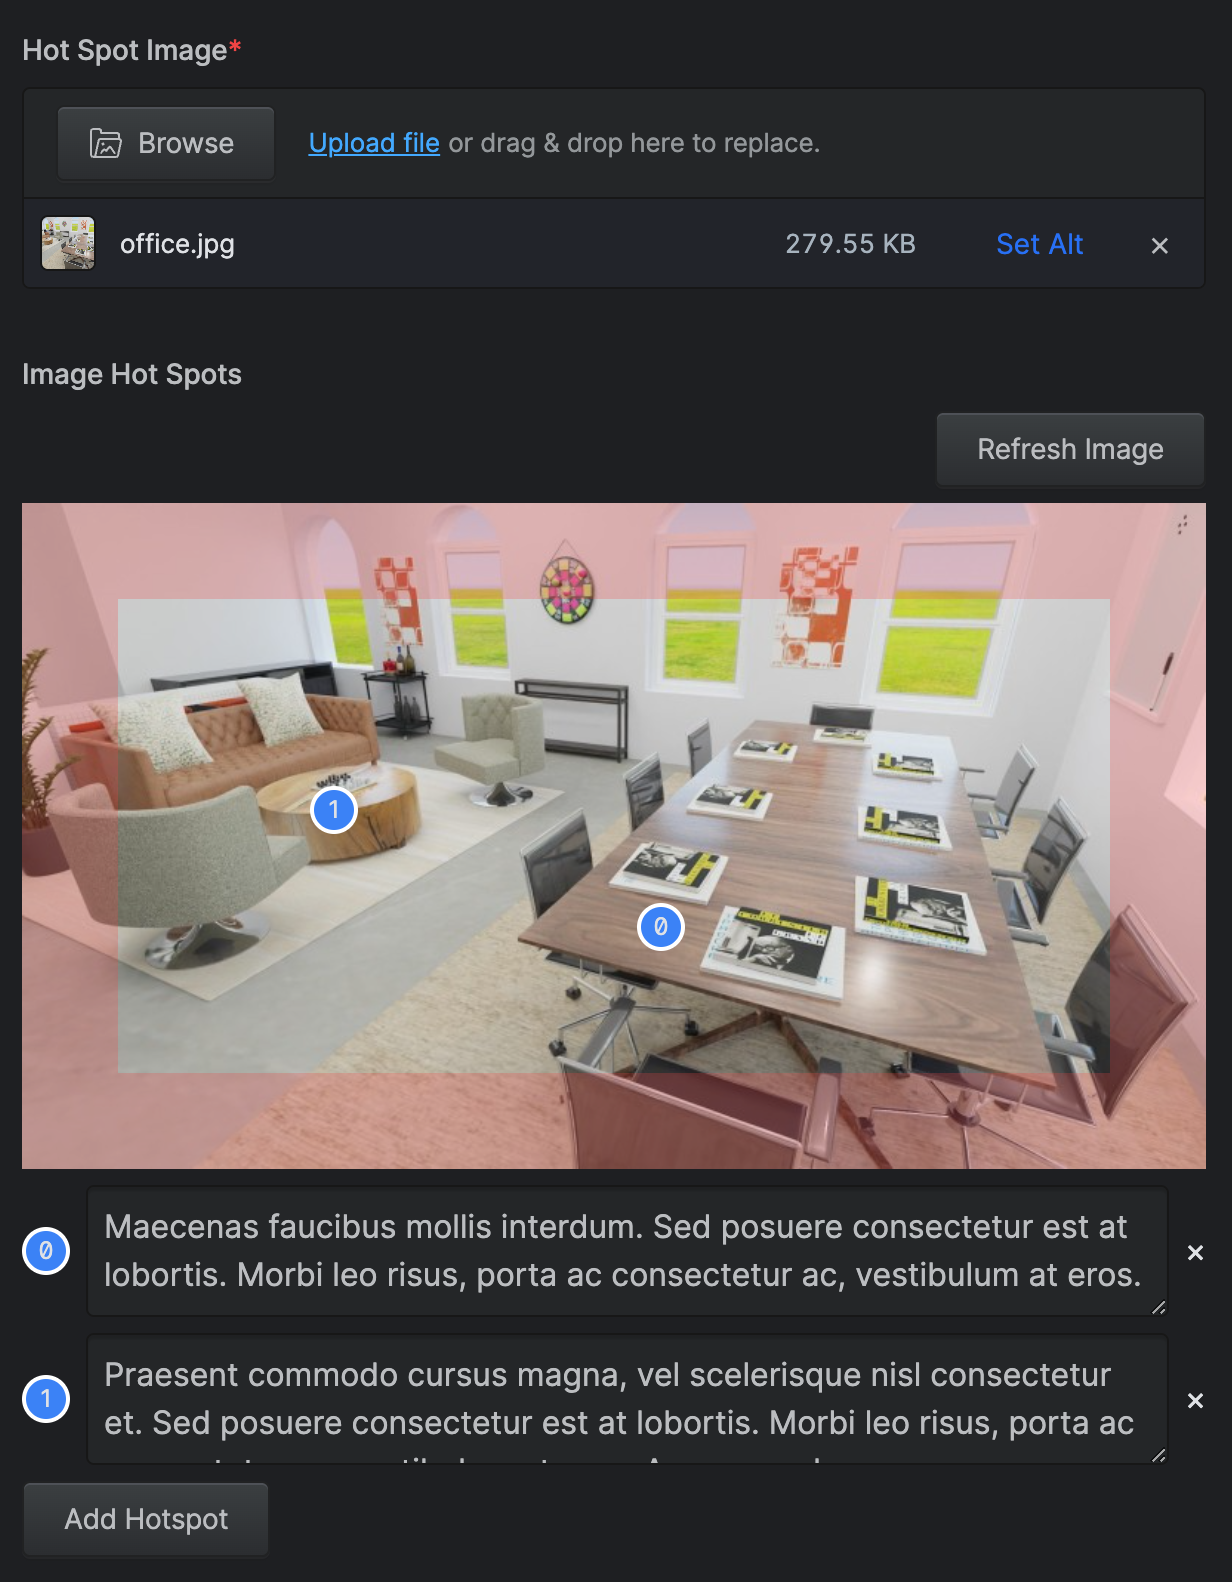 Hot Spot Image*
Browse
Upload file or drag & drop here to replace.
office.jpg
279.55 KB
Set Alt
Image Hot Spots
Refresh Image
1
0
0
Maecenas faucibus mollis interdum. Sed posuere consectetur est at
lobortis. Morbi leo risus, porta ac consectetur ac, vestibulum at eros.
1
Praesent commodo cursus magna, vel scelerisque nisl consectetur
et. Sed posuere consectetur est at lobortis. Morbi leo risus, porta ac
Add Hotspot